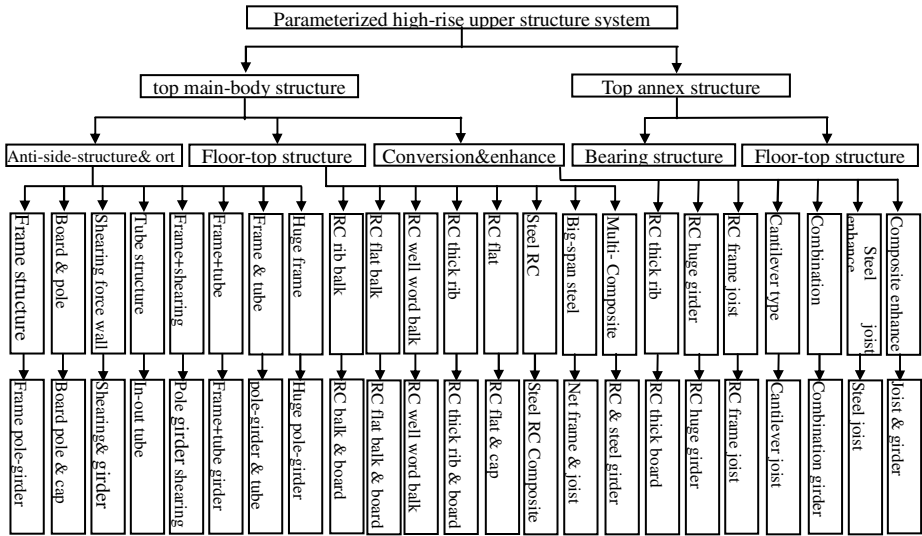 Parameterized high-rise upper structure system
top main-body structure
Top annex structure
Anti-side-structure& ort
Floor-top structure
Conversion&enhance
Bearing structure
Floor-top structure
Frame structure
Board & pole
Shearing force wall
Tube structure
Frame+shearing
Frame+tube
Frame & tube
Huge frame
RC rib balk
RC flat balk
RC well word balk
RC thick rib
RC flat
Steel RC
Big-span steel
Multi- Composite
RC thick rib
RC huge girder
RC frame joist
Cantilever type
Combination
Steel joist
enhance
Composite enhance
Frame pole-girder
Board pole & cap
Shearing& girder
In-out tube
Pole girder shearing
Frame+tube girder
pole-girder & tube
Huge pole-girder
RC balk & board
RC flat balk & board
RC well word balk
RC thick rib & board
RC flat & cap
Steel RC Composite
Net frame & joist
RC & steel girder
RC thick board
RC huge girder
RC frame joist
Cantilever joist
Combination girder
Steel joist
Joist & girder